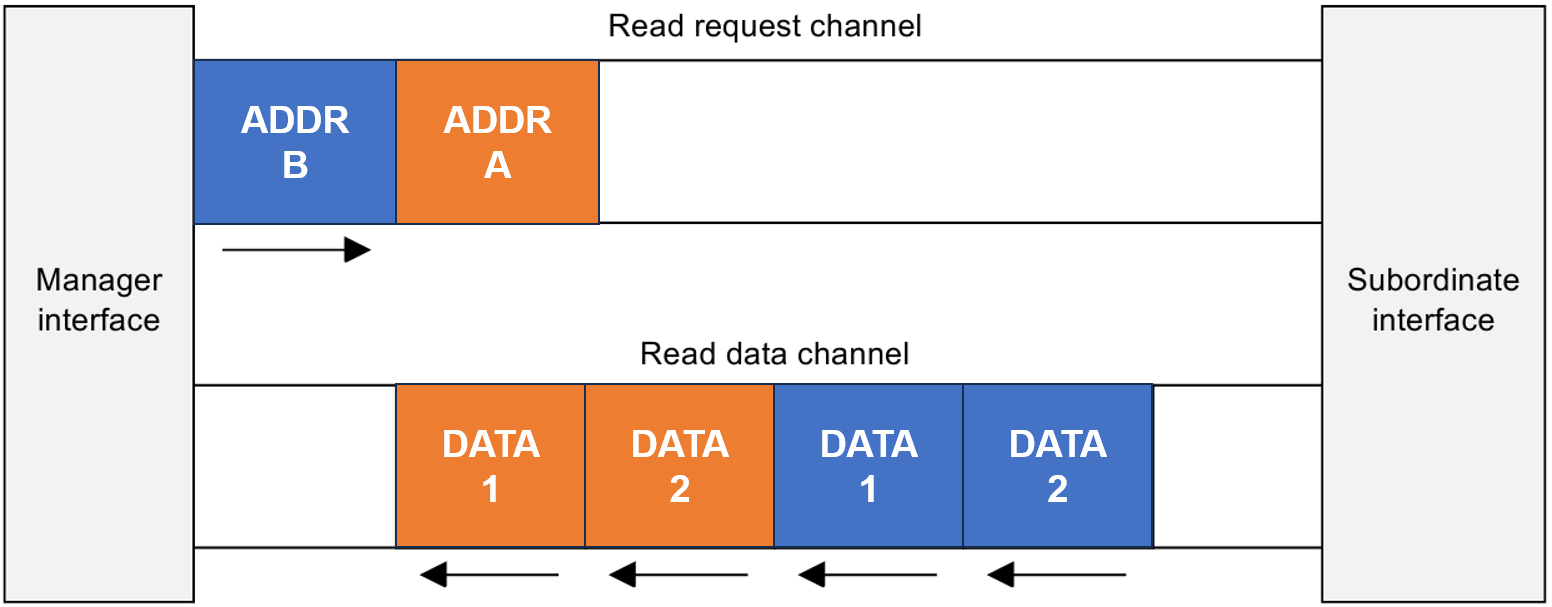 Read request channel
ADDR
B
ADDR
A
Manager
interface
Subordinate
interface
Read data channel
DATA
1
DATA
2
DATA
1
DATA
2